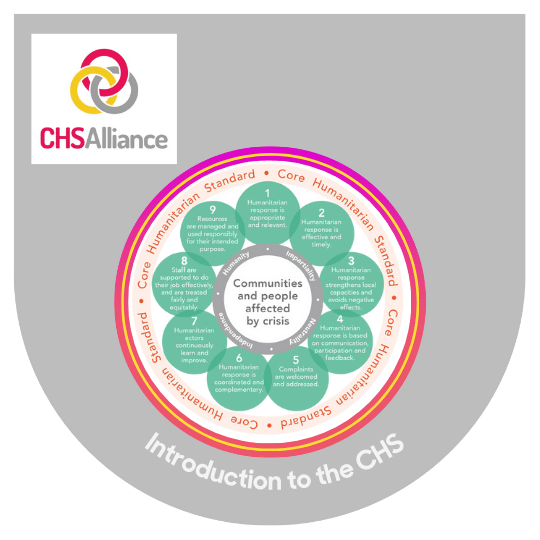 CHSAlliance
Core Humanitarian Standard • Core Humanitarian Standard • Core Humanitarian Standard • Core Humanitarian Standard •
1
Humanitarian
response is
appropriate
and relevant.
2
Humanitarian
response is
effective and
timely.
3
Humanitarian
response
strengthens local
capacities and
avoids negative
effects.
4
Humanitarian
response is based
on communication,
participation and
feedback.
5
Complaints
are welcomed
and addressed.
6
Humanitarian
response is
coordinated and
complementary.
7
Humanitarian
actors
continuously
learn and
improve.
8
Staff are
supported to do
their job effectively,
and are treated
fairly and
equitably.
9
Resources
are managed and
used responsibly
for their intended
purpose.
Humanity • Impartiality • Neutrality • Independence •
Communities
and people
affected
by crisis
Introduction to the CHS